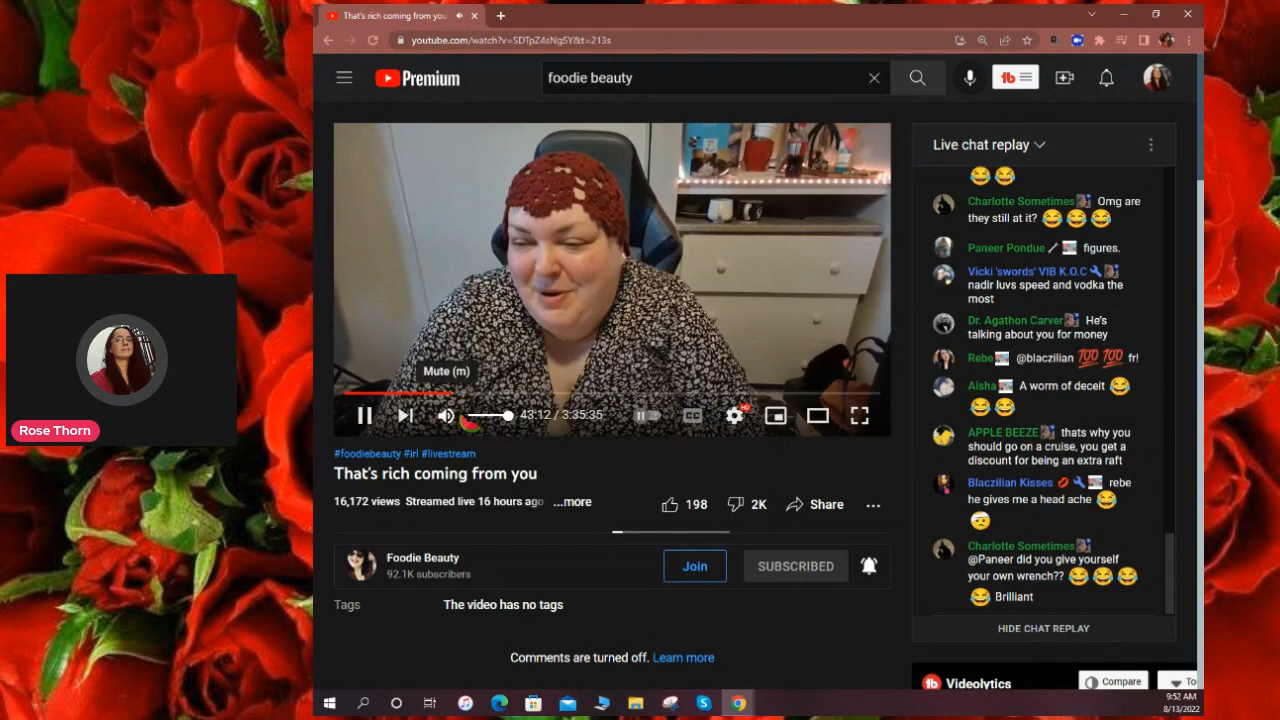 That's rich coming from you
youtube.com/watch?v=SDTpZ4sNg5Y&t=213s
Premium
foodie beauty
Live chat replay
Charlotte Sometimes Omg are
they still at it?
Paneer Pondue figures.
Vicki 'swords' VIB K.O.C
nadir luvs speed and vodka the
most
Dr. Agathon Carver He's
talking about you for money
Rebe @blaczilian 100 100 fr!
Aisha A worm of deceit
APPLE BEEZE thats why you
should go on a cruise, you get a
discount for being an extra raft
Blaczilian Kisses rebe
he gives me a head ache
Charlotte Sometimes
@Paneer did you give yourself
your own wrench??
Brilliant
HIDE CHAT REPLAY
Mute (m)
43:12 / 3:35:35
CC
HD
#foodiebeauty #irl #livestream
That's rich coming from you
16,172 views Streamed live 16 hours ago ...more
198
2K
Share
Foodie Beauty
92.1K subscribers
Join
SUBSCRIBED
Tags
The video has no tags
Comments are turned off. Learn more
tb Videolytics
Compare
To
9:52 AM
8/13/2022
Rose Thorn